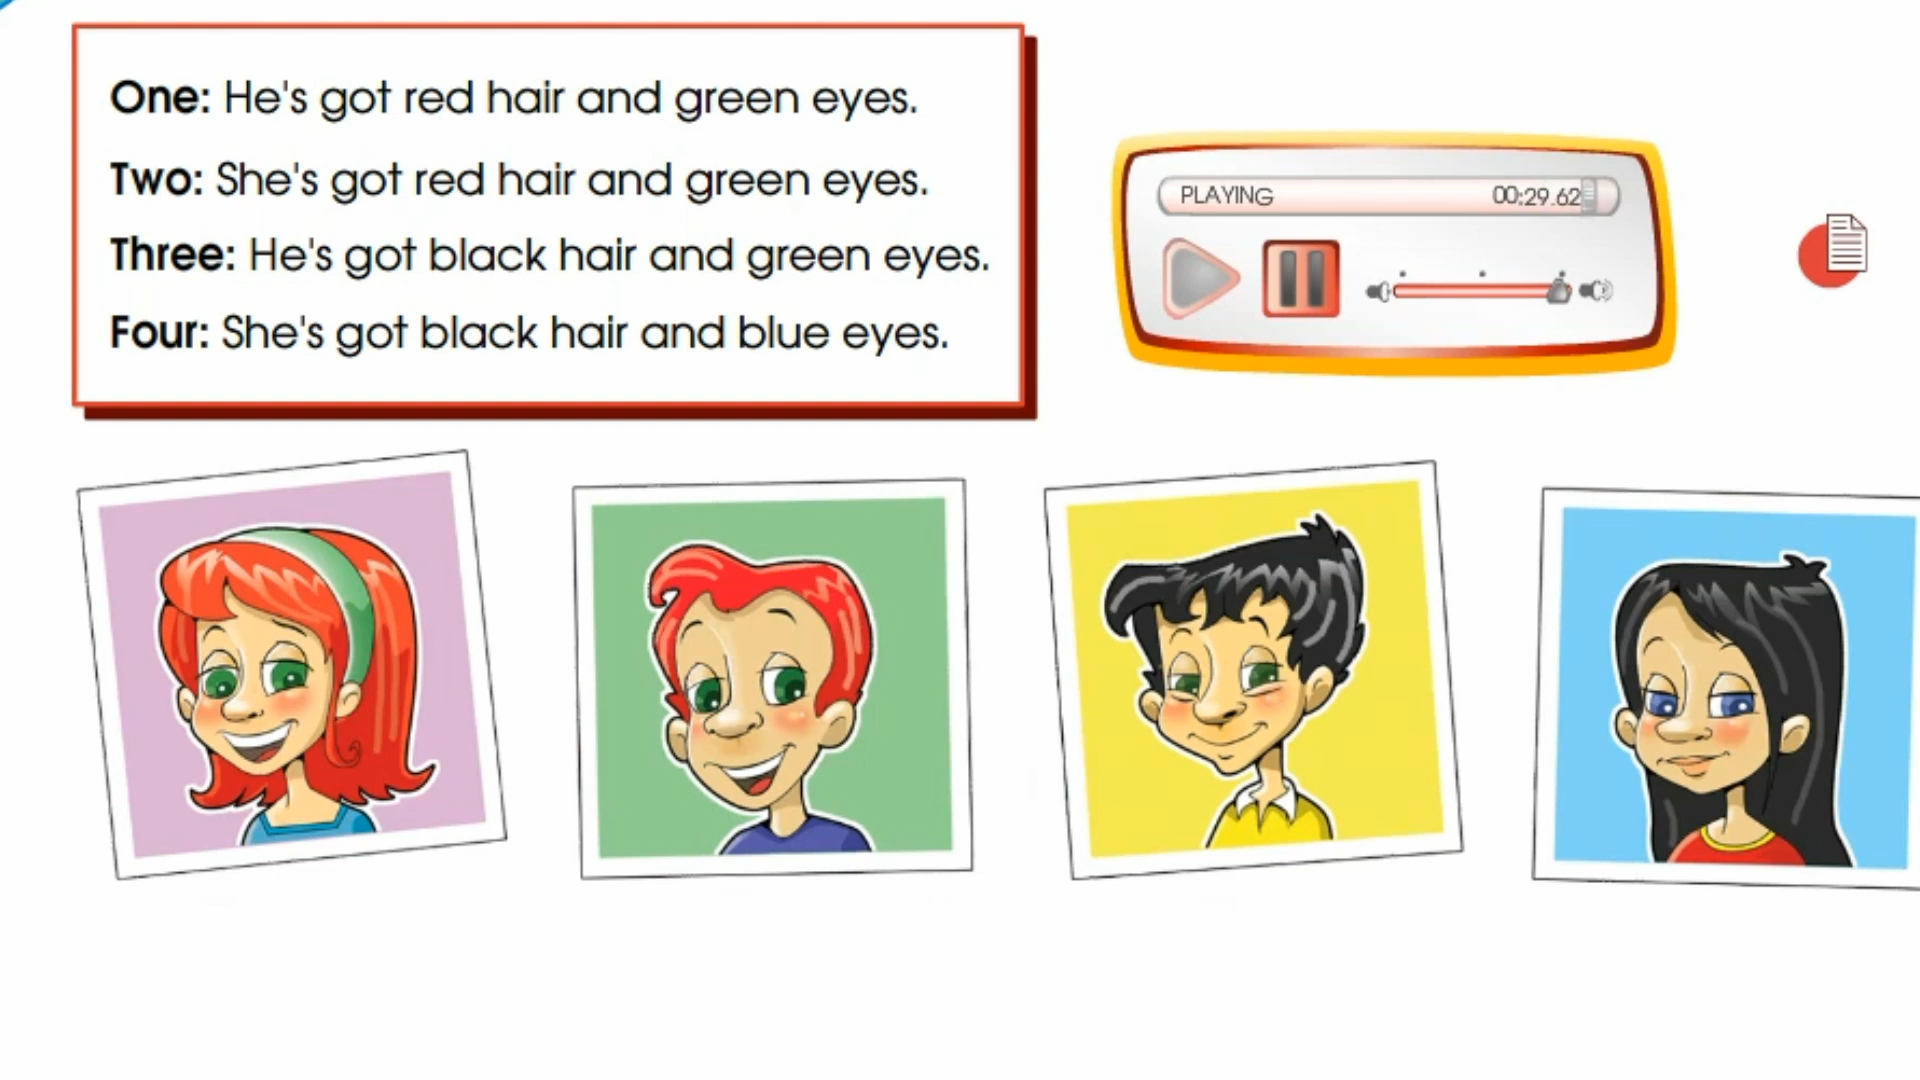 One: He's got red hair and green eyes.
Two: She's got red hair and green eyes.
Three: He's got black hair and green eyes.
Four: She's got black hair and blue eyes.
PLAYING 00:29.62